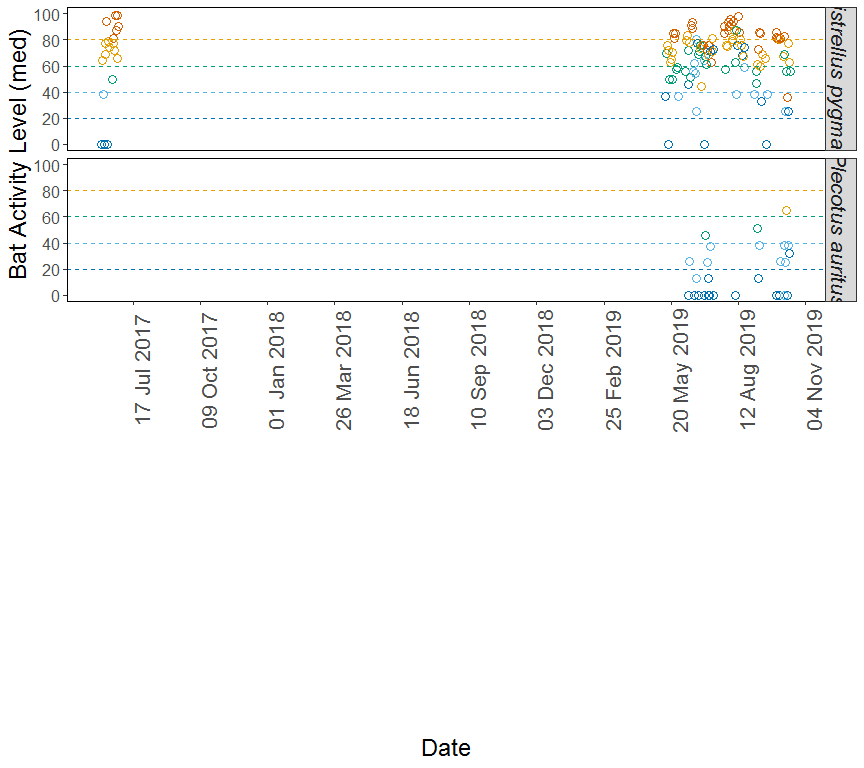 Bat Activity Level (med)
100
80
60
40
20
0
istrellus pygma
100
80
60
40
20
0
Plecotus auritus
17 Jul 2017
09 Oct 2017
01 Jan 2018
26 Mar 2018
18 Jun 2018
10 Sep 2018
03 Dec 2018
25 Feb 2019
20 May 2019
12 Aug 2019
04 Nov 2019
Date